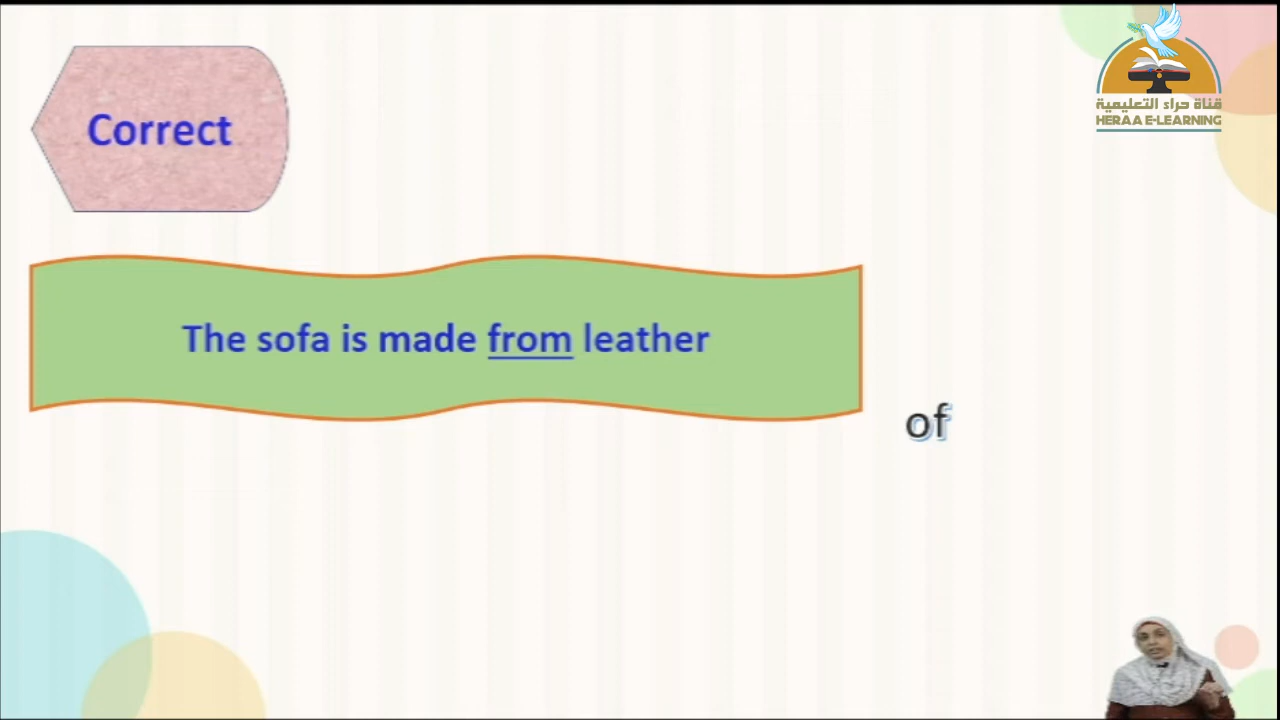 قناة حراء التعليمية
HERAA E-LEARNING
Correct
The sofa is made from leather
of